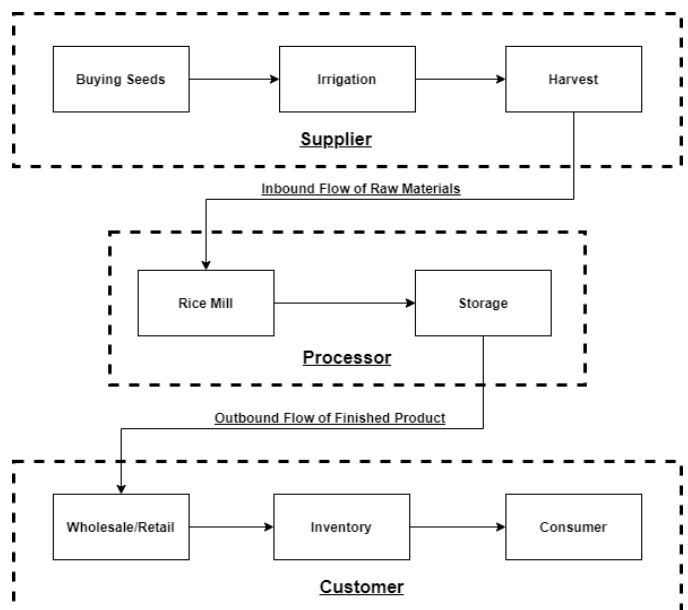 Buying Seeds
Irrigation
Harvest
Supplier
Inbound Flow of Raw Materials
Rice Mill
Storage
Processor
Outbound Flow of Finished Product
Wholesale/Retail
Inventory
Consumer
Customer